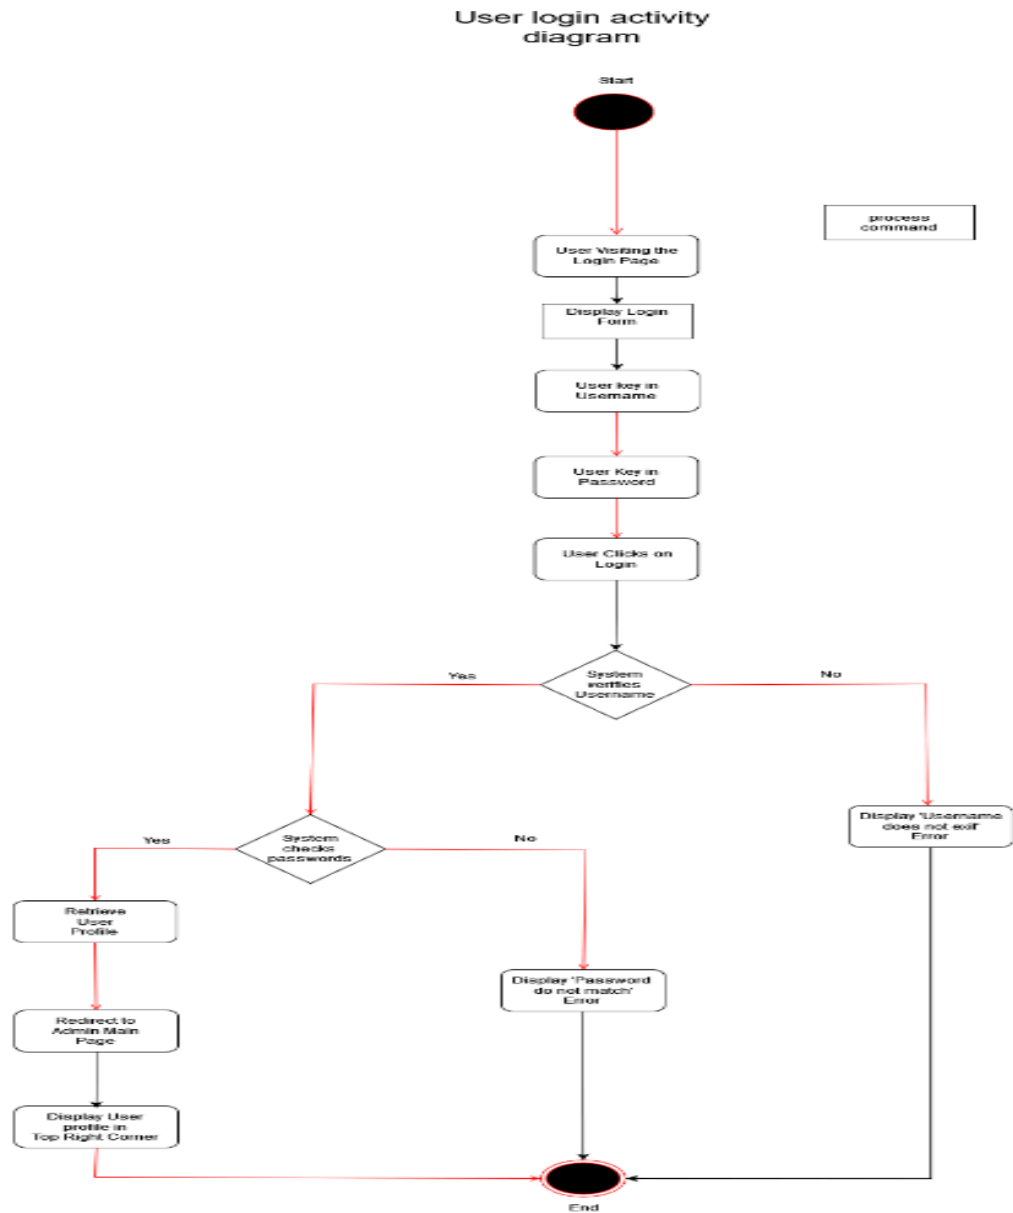 User login activity
diagram
Start
process
command
User Visiting the
Login Page
Display Login
Form
User key in
Username
User Key in
Password
User Clicks on
Login
System
verifies
Username
Yes
No
Display 'Username
does not exit'
Error
System
checks
passwords
Yes
No
Retrieve
User
Profile
Display 'Password
do not match'
Error
Redirect to
Admin Main
Page
Display User
profile in
Top Right Corner
End